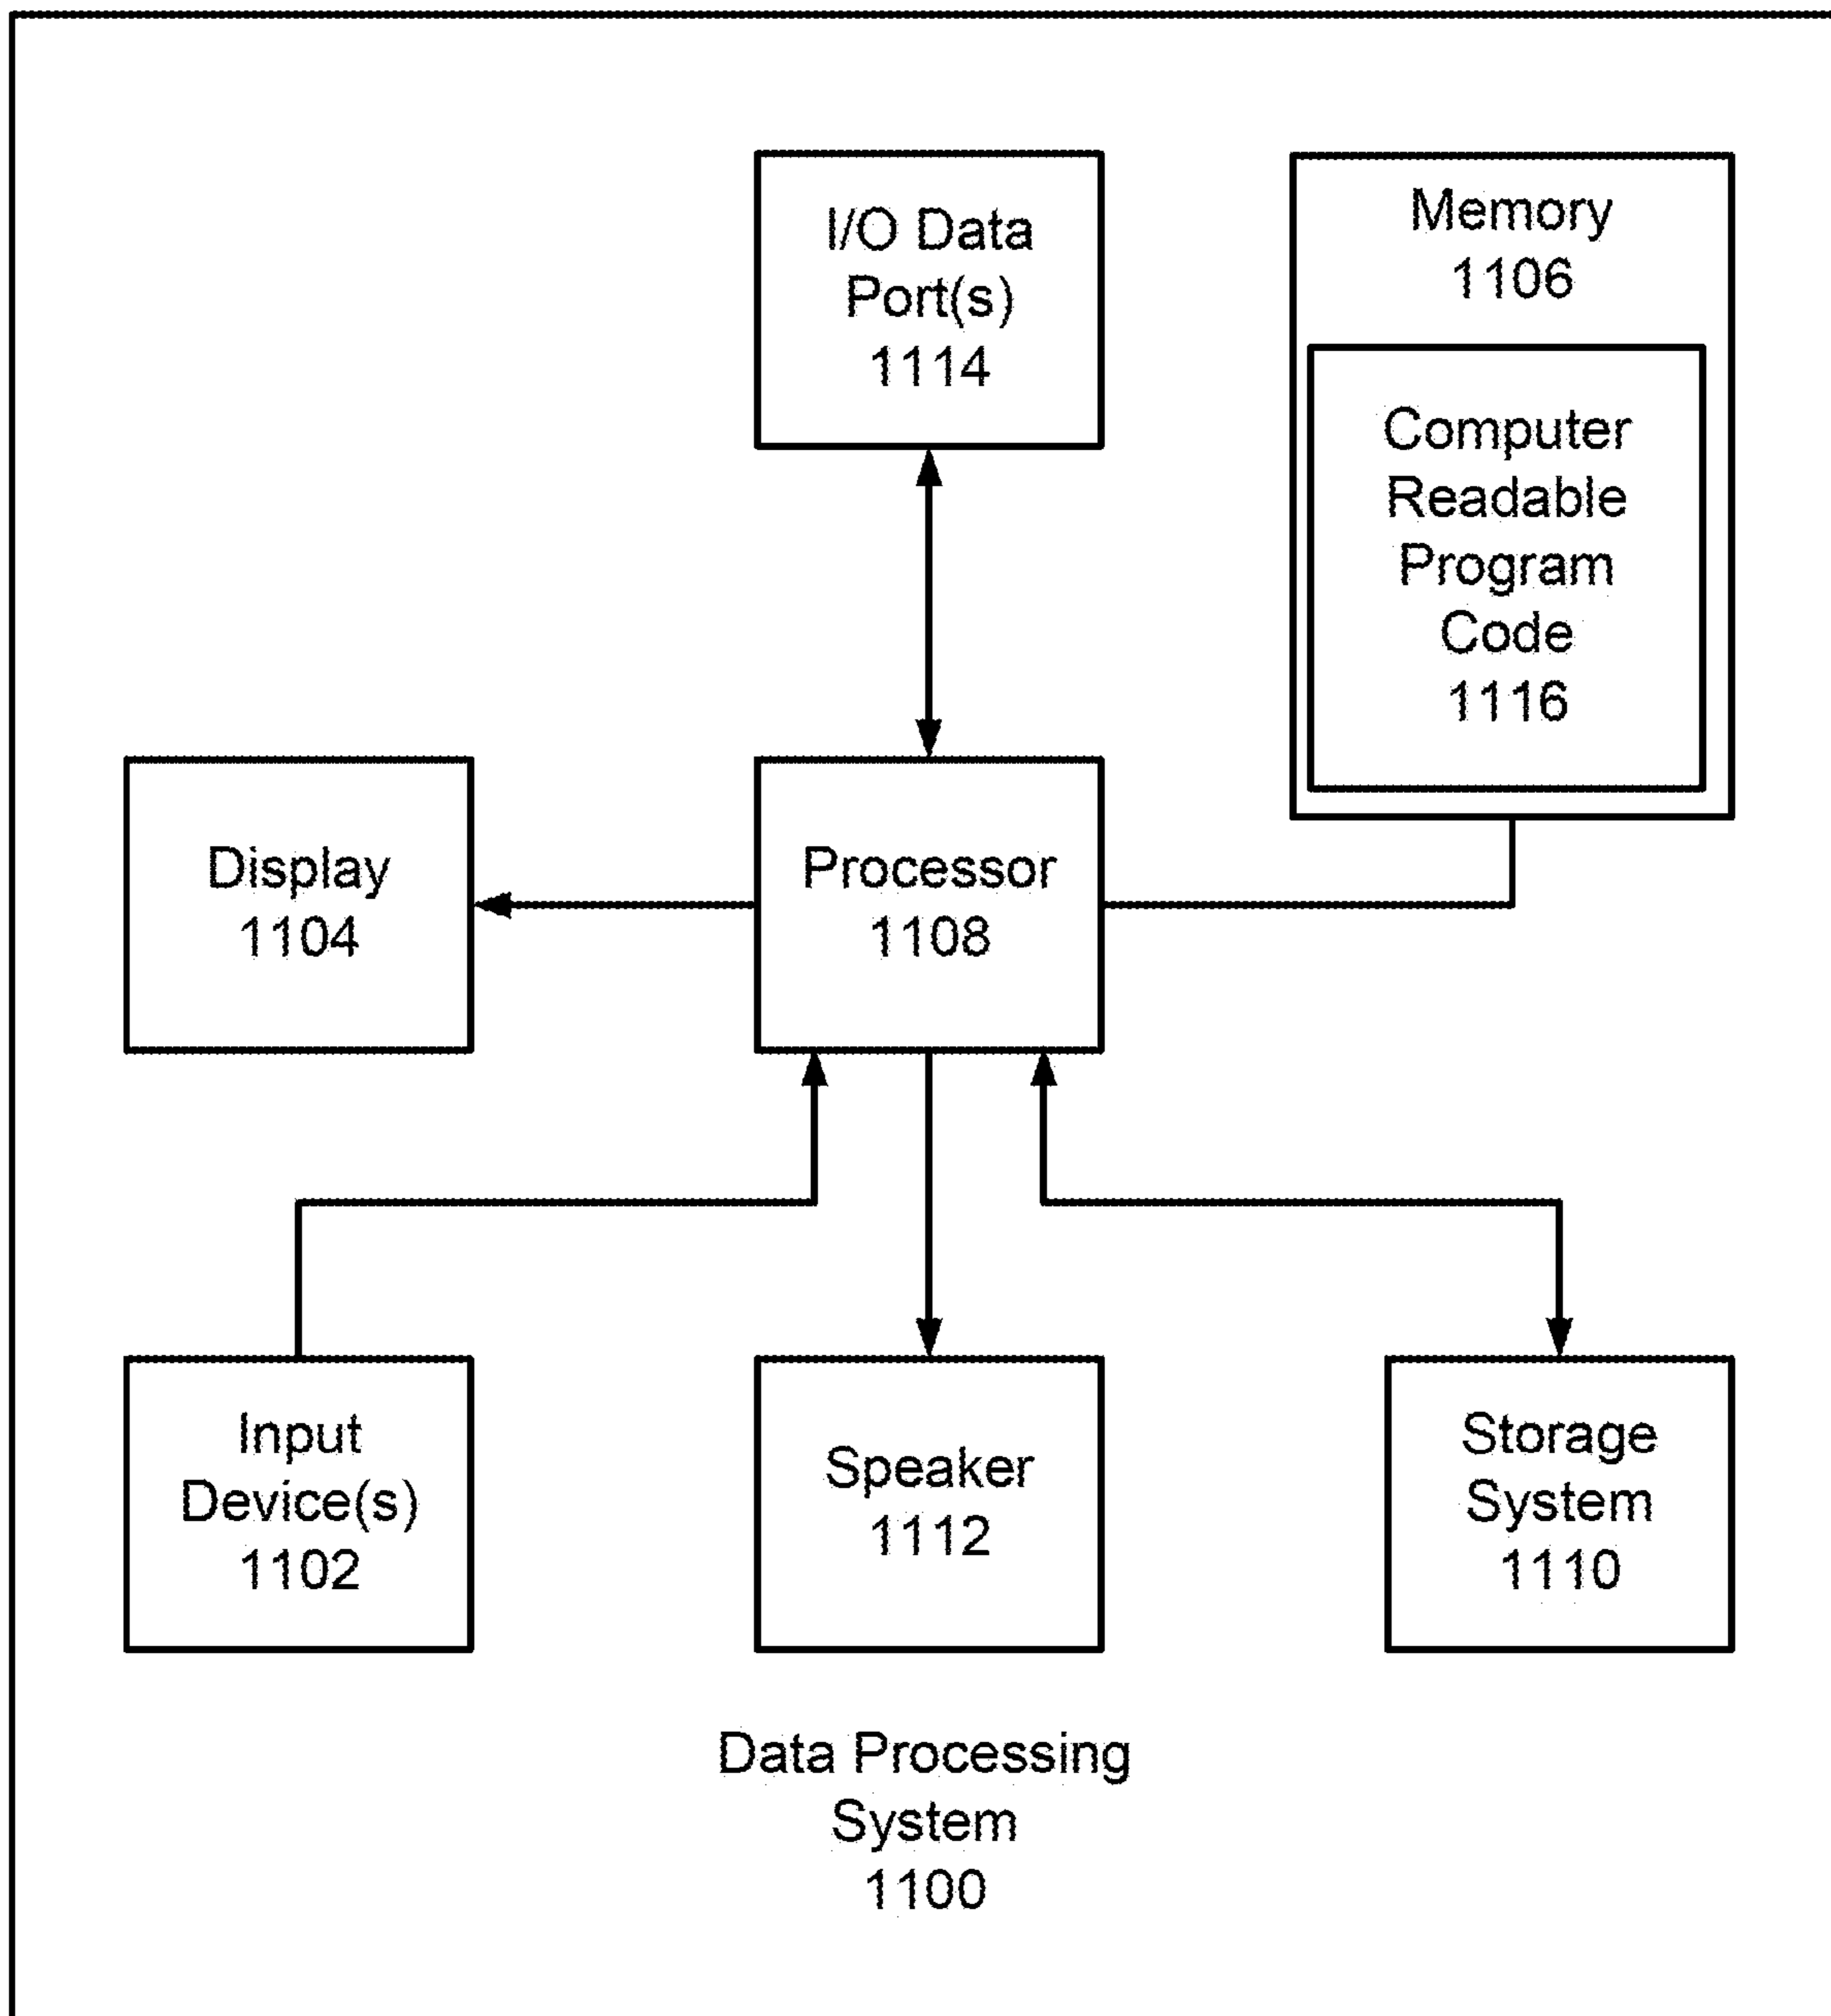 I/O Data
Port(s)
1114
Memory
1106
Computer
Readable
Program
Code
1116
Display
1104
Processor
1108
Input
Device(s)
1102
Speaker
1112
Storage
System
1110
Data Processing
System
1100